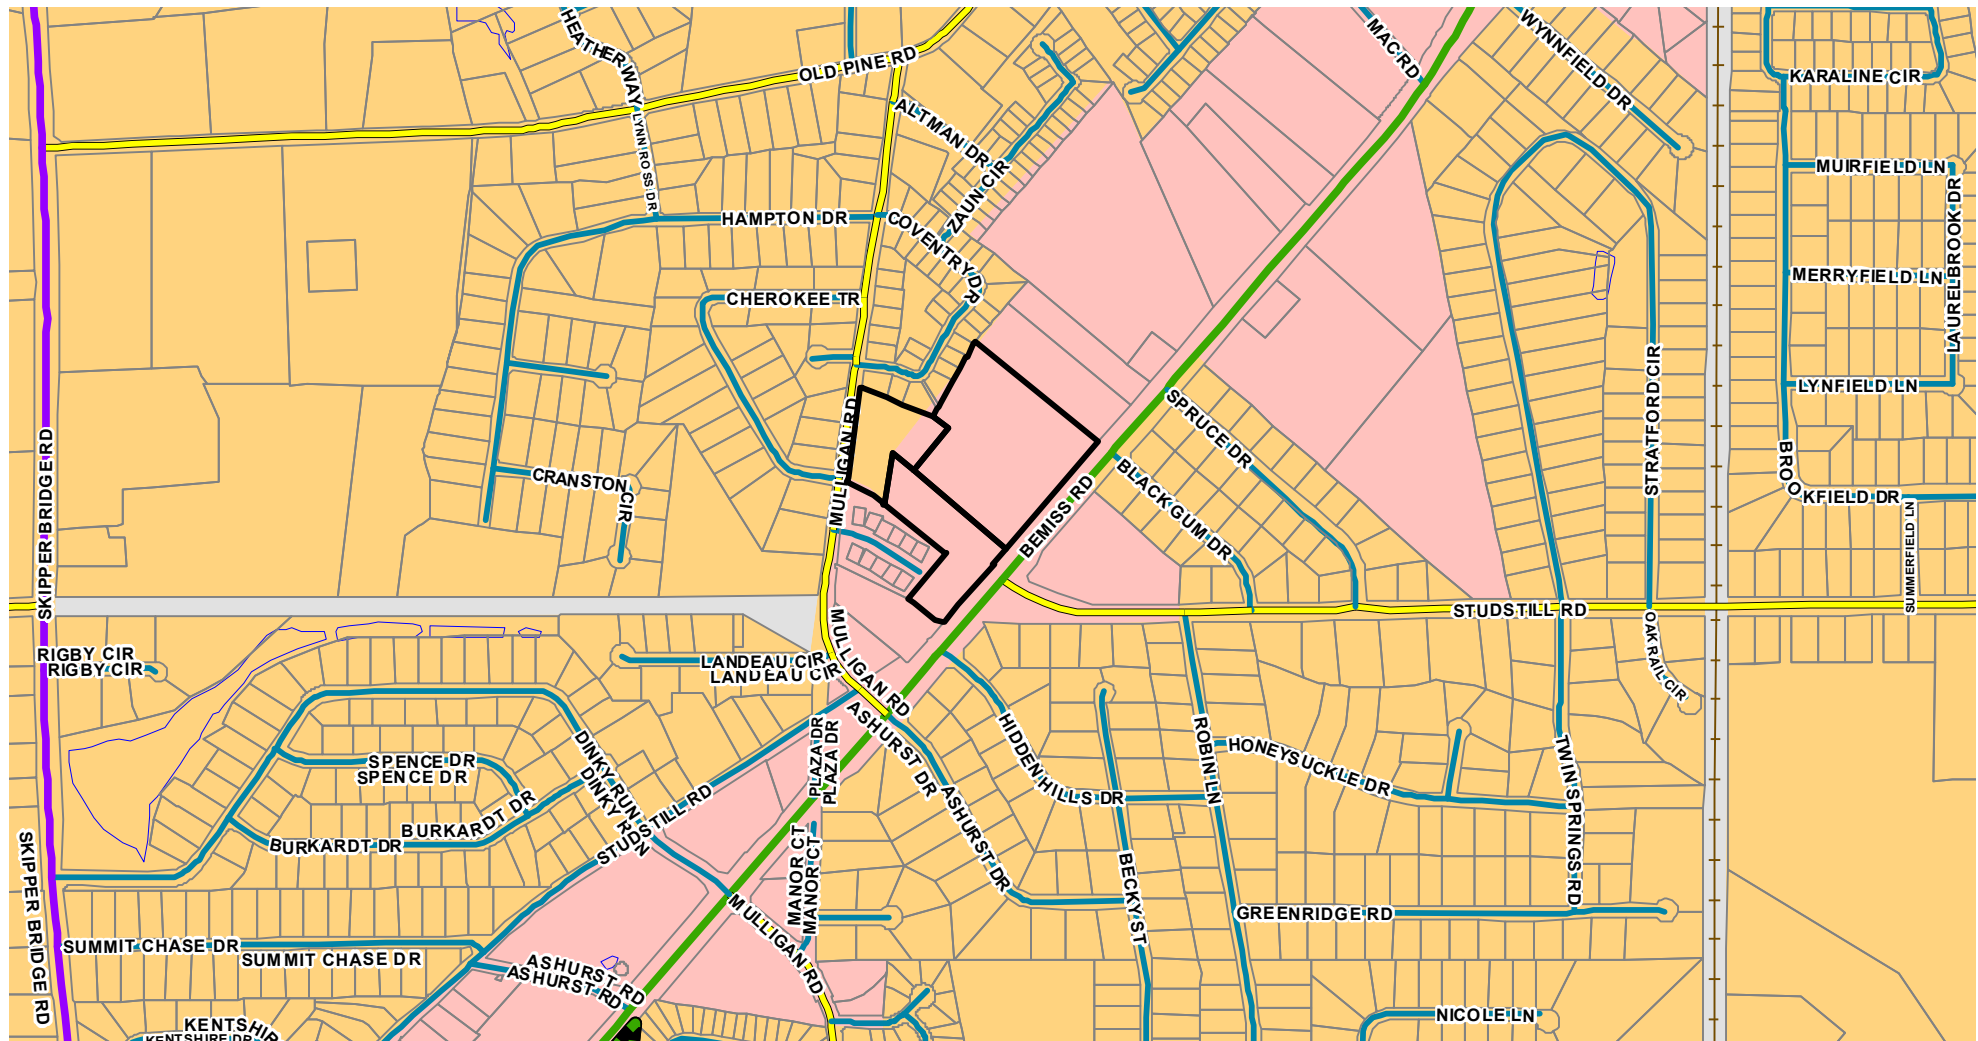 HEATHER WAY
OLD PINE RD
MAC RD
WYNNFIELD DR
KARALINE CIR
ALTMAN DR
LYNN ROSS DR
ZAUN CIR
MUIRFIELD LN
LAURELBROOK DR
HAMPTON DR
COVENTRY DR
MERRYFIELD LN
CHEROKEE TR
STRATFORD CIR
LYNFIELD LN
SPRUCE DR
MULLIGAN RD
SKIPPER BRIDGE RD
CRANSTON CIR
BLACK GUM DR
BEMISS RD
BROOKFIELD DR
SUMMERFIELD LN
STUDSTILL RD
MULLIGAN RD
OAK RAIL CIR
RIGBY CIR
RIGBY CIR
LANDEAU CIR
LANDEAU CIR
ASHURST DR
HIDDEN HILLS DR
ROBIN LN
HONEYSUCKLE DR
TWIN SPRINGS RD
PLAZA DR
PLAZA DR
DINKY RUN
DINKY RD
SPENCE DR
SPENCE DR
BURKARDT DR
BURKARDT DR
STUDSTILL RD
ASHURST DR
SKIPPER BRIDGE RD
MANOR CT
MANOR CT
BECKY ST
MULLIGAN RD
GREENRIDGE RD
SUMMIT CHASE DR
SUMMIT CHASE DR
ASHURST RD
ASHURST RD
NICOLE LN
KENTSHIR
KENTSHIRE DR